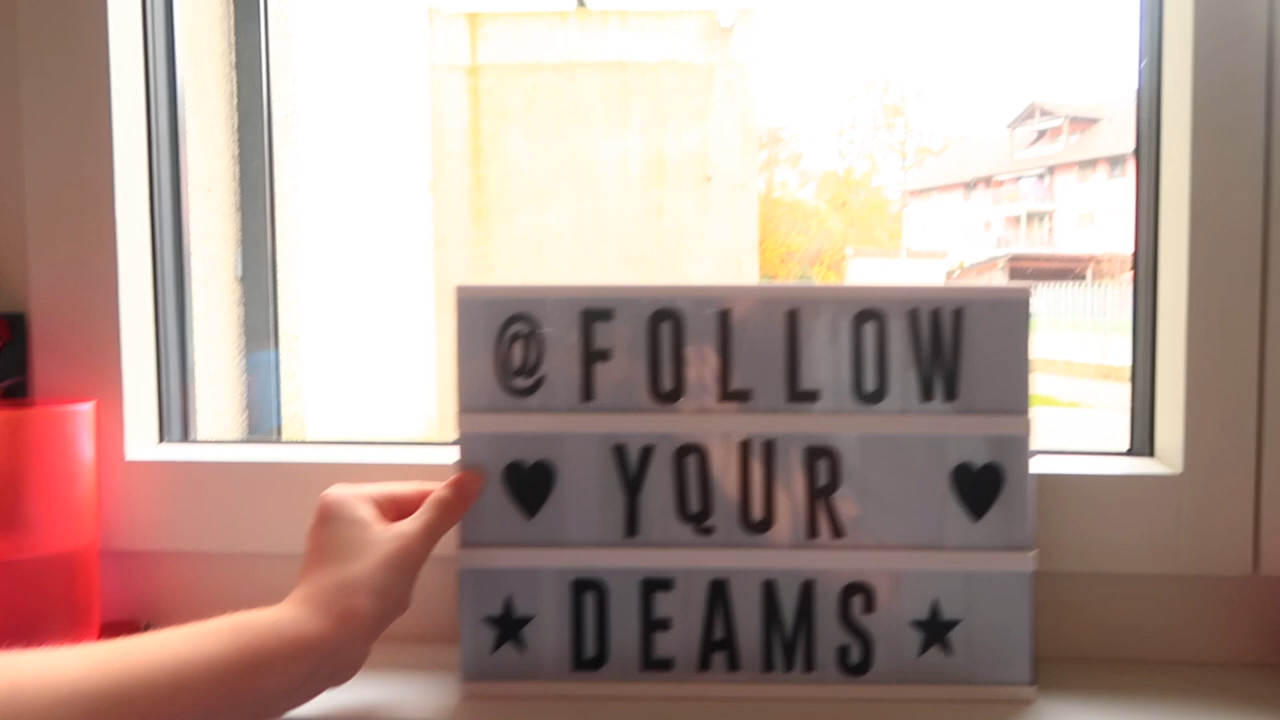 @FOLLOW
♥ YQUR ♥
★ DEAMS ★